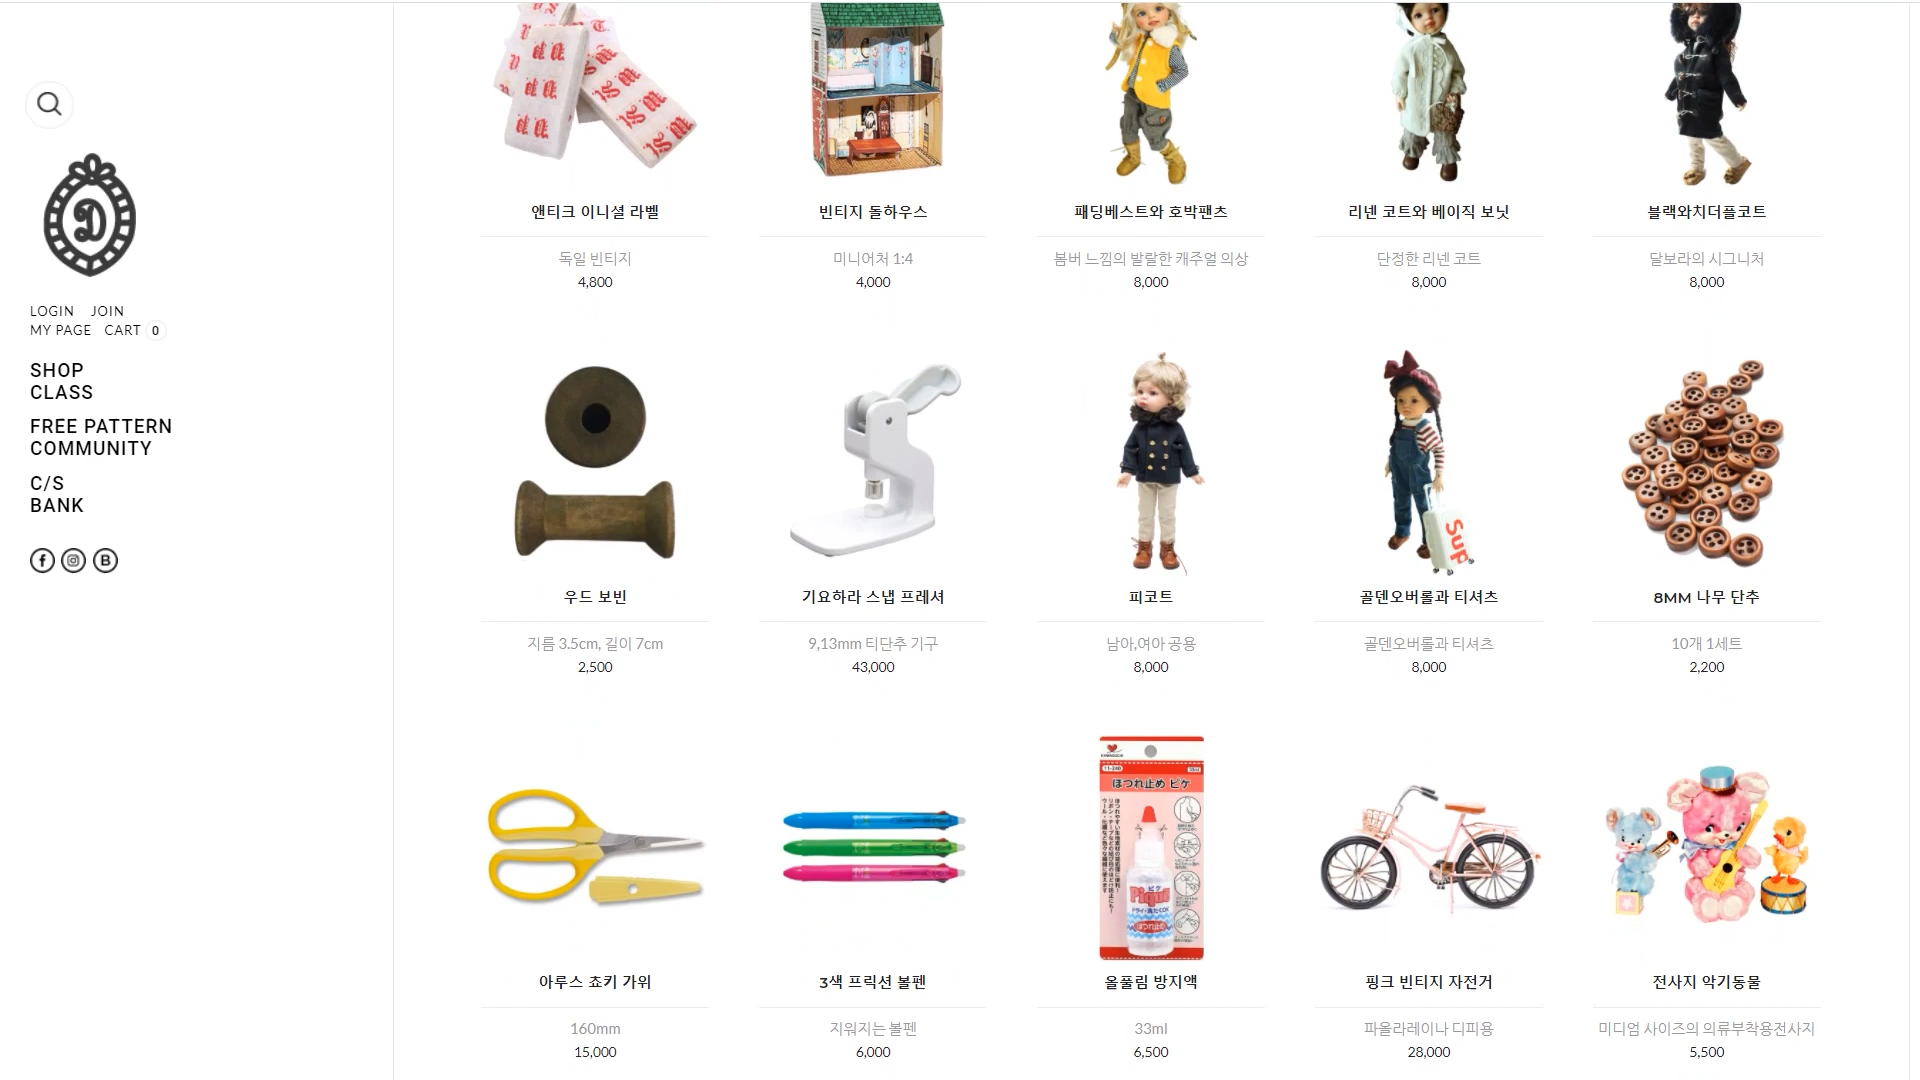 LOGIN JOIN
MY PAGE CART 0
SHOP
CLASS
FREE PATTERN
COMMUNITY
C/S
BANK
앤티크 이니셜 라벨
독일 빈티지
4,800
빈티지 돌하우스
미니어처 1:4
4,000
패딩베스트와 호박팬츠
봄버 느낌의 발랄한 캐주얼 의상
8,000
리넨 코트와 베이직 보닛
단정한 리넨 코트
8,000
블랙와치더플코트
달보라의 시그니처
8,000
우드 보빈
지름 3.5cm, 길이 7cm
2,500
기요하라 스냅 프레셔
9,13mm 티단추 기구
43,000
피코트
남아,여아 공용
8,000
Sup
골덴오버롤과 티셔츠
골덴오버롤과 티셔츠
8,000
8MM 나무 단추
10개 1세트
2,200
아루스 쵸키 가위
160mm
15,000
3색 프릭션 볼펜
지워지는 볼펜
6,000
ほつれ止め ピケ
ピケ
Pique
올풀림 방지액
33ml
6,500
핑크 빈티지 자전거
파올라레이나 디피용
28,000
전사지 악기동물
미디엄 사이즈의 의류부착용전사지
5,500